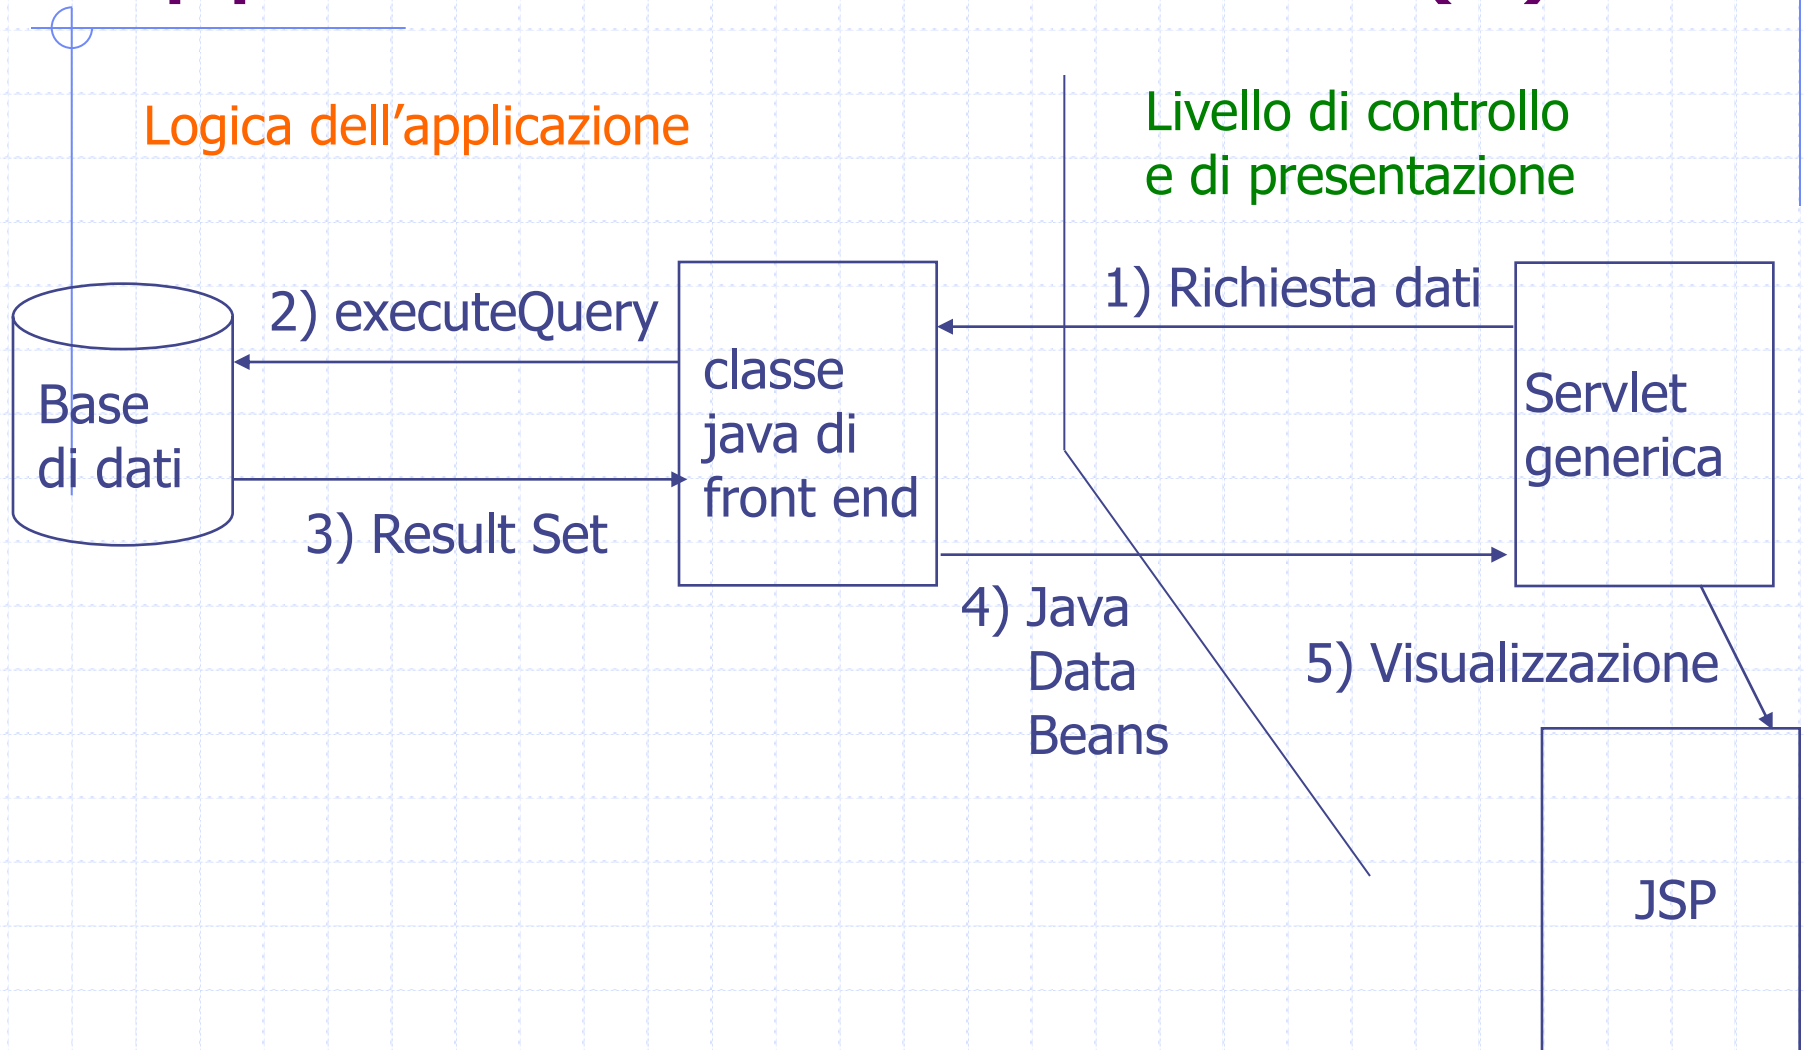 Logica dell’applicazione
Livello di controllo
e di presentazione
1) Richiesta dati
2) executeQuery
classe
java di
front end
Servlet
generica
Base
di dati
3) Result Set
4) Java
Data
Beans
5) Visualizzazione
JSP